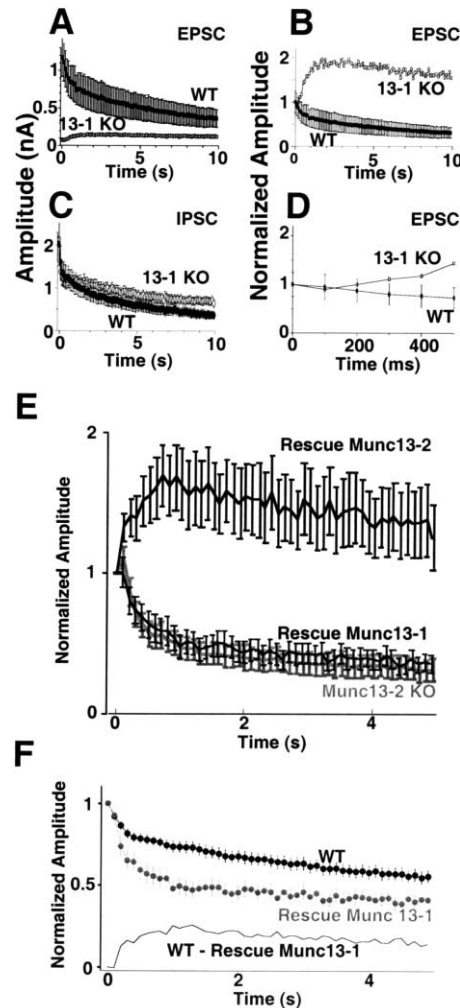 A EPSC
WT
13-1 KO
Amplitude (nA)
1
0.5
0
0 5 10
Time (s)
B EPSC
2
1
0
13-1 KO
WT
Normalized Amplitude
0 5 10
Time (s)
C IPSC
2
1
0
13-1 KO
WT
0 2 4 6 8 10
Time (s)
D EPSC
2
1
0
13-1 KO
WT
0 200 400
Time (ms)
E
2
1
0
Normalized Amplitude
Rescue Munc13-2
Rescue Munc13-1
Munc13-2 KO
0 2 4
Time (s)
F
1
0.5
0
Normalized Amplitude
WT
Rescue Munc 13-1
WT - Rescue Munc13-1
0 2 4
Time (s)